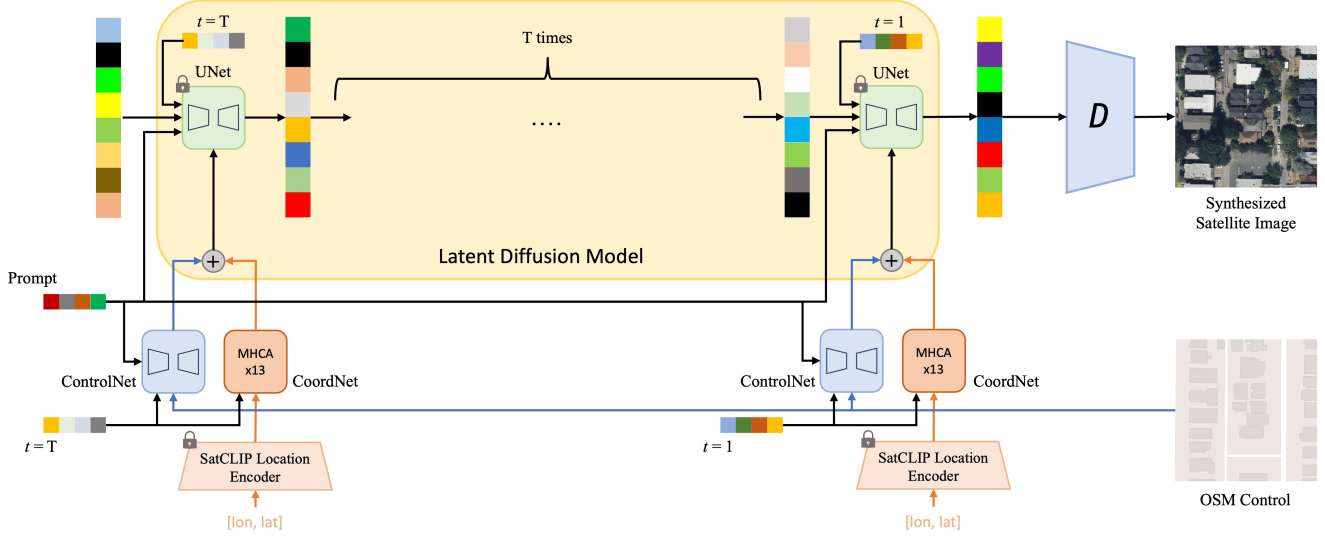 t = T
T times
t = 1
UNet
UNet
....
D
Synthesized
Satellite Image
Latent Diffusion Model
+
+
Prompt
MHCA
x13
MHCA
x13
ControlNet
CoordNet
ControlNet
CoordNet
t = T
t = 1
SatCLIP Location
Encoder
SatCLIP Location
Encoder
OSM Control
[lon, lat]
[lon, lat]